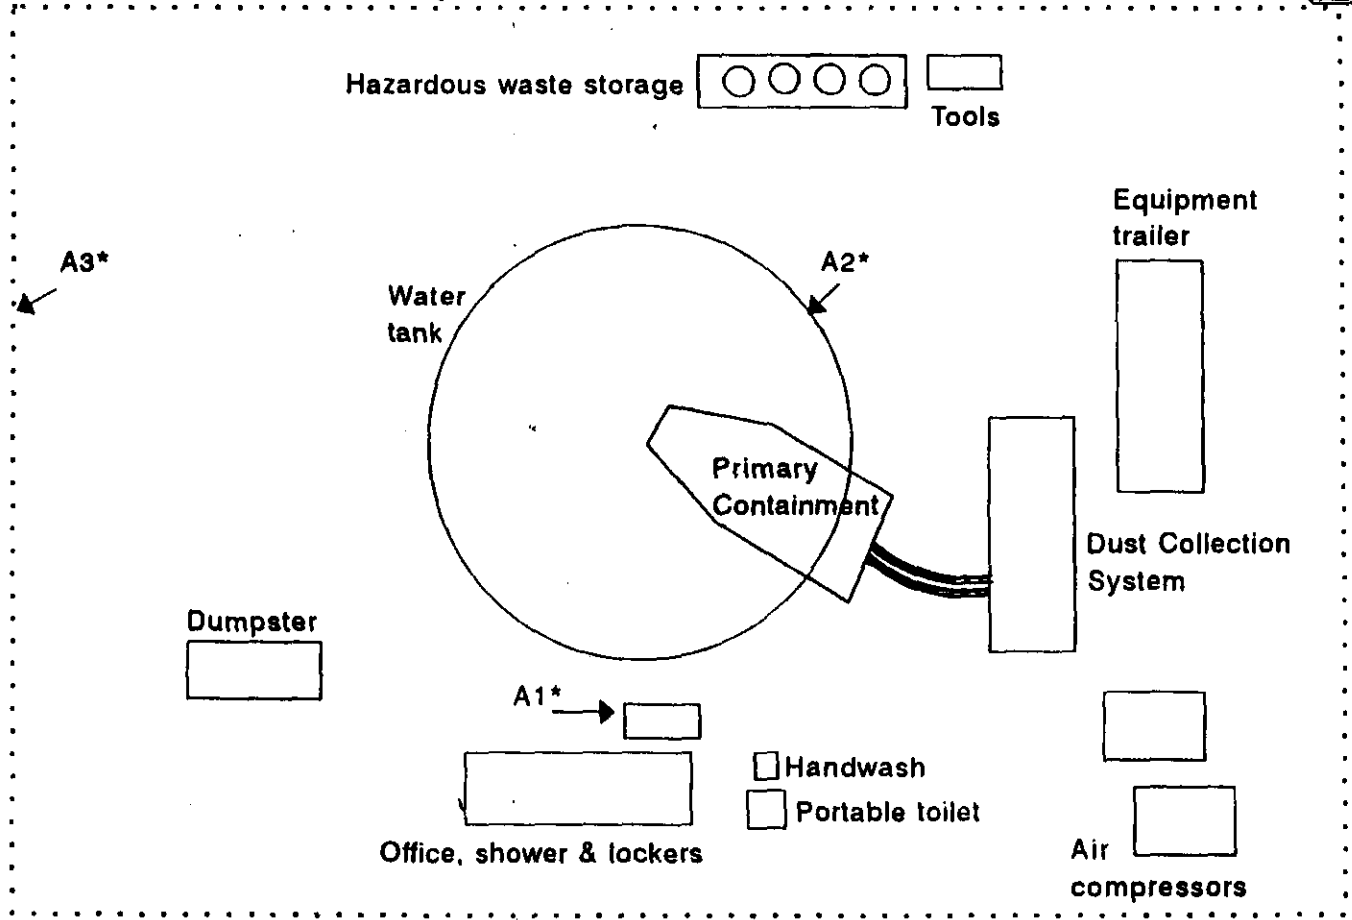 Hazardous waste storage
Tools
Equipment
trailer
A3*
A2*
Water
tank
Primary
Containment
Dust Collection
System
Dumpster
A1*
Handwash
Portable toilet
Office, shower & lockers
Air
compressors